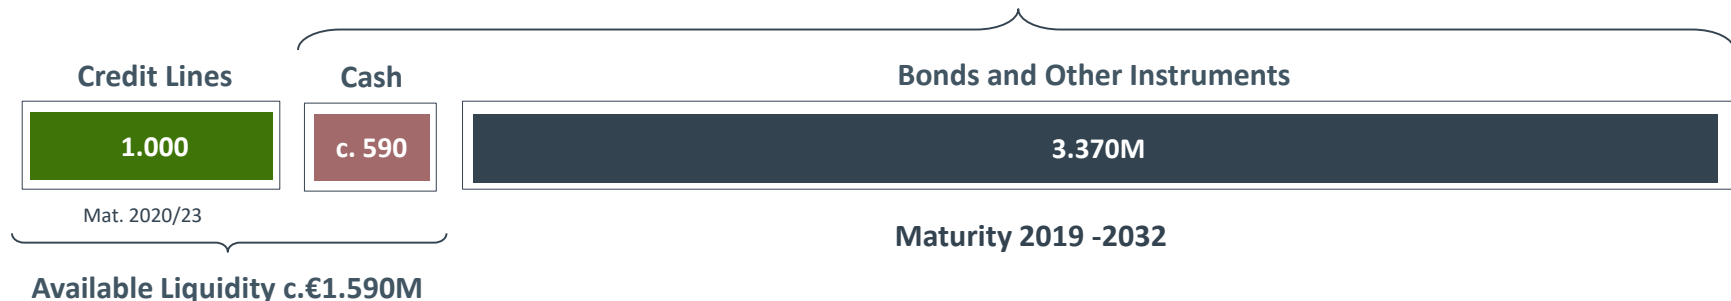 Credit Lines
Cash
Bonds and Other Instruments
1.000
c. 590
3.370M
Mat. 2020/23
Maturity 2019 -2032
Available Liquidity c.€1.590M